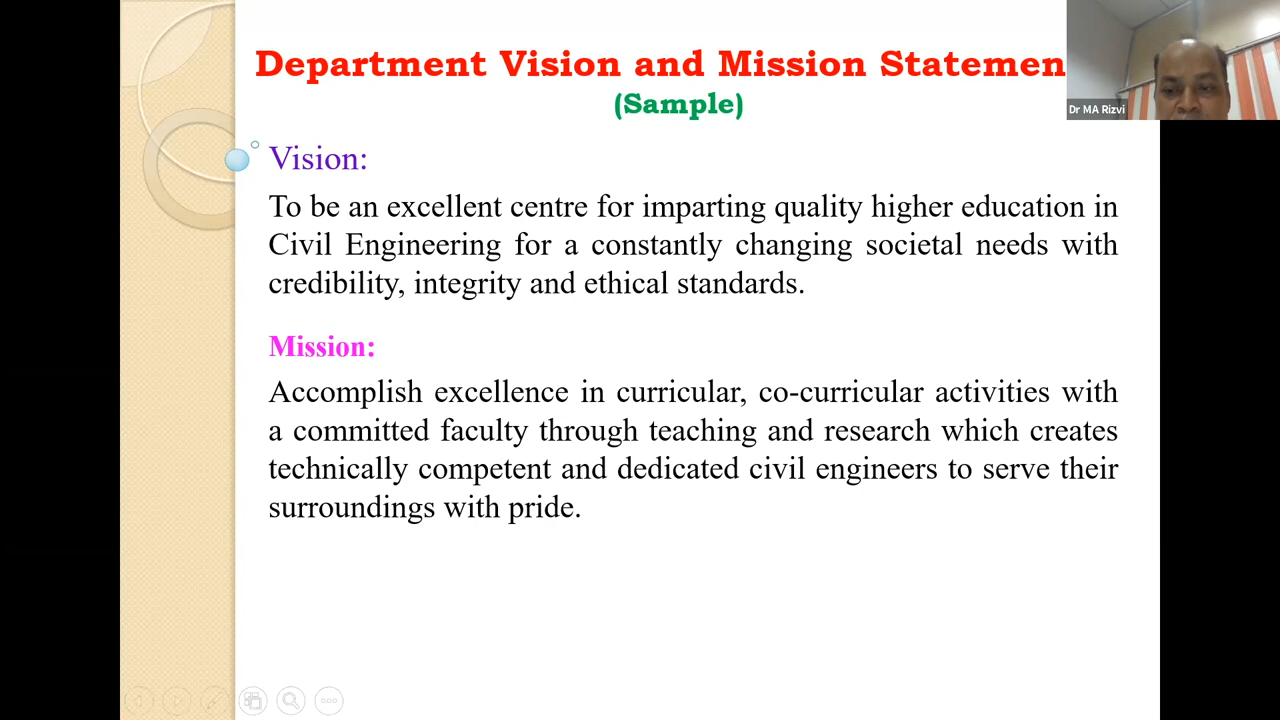 Department Vision and Mission Statemen
(Sample)
Dr MA Rizvi
Vision:
To be an excellent centre for imparting quality higher education in
Civil Engineering for a constantly changing societal needs with
credibility, integrity and ethical standards.
Mission:
Accomplish excellence in curricular, co-curricular activities with
a committed faculty through teaching and research which creates
technically competent and dedicated civil engineers to serve their
surroundings with pride.